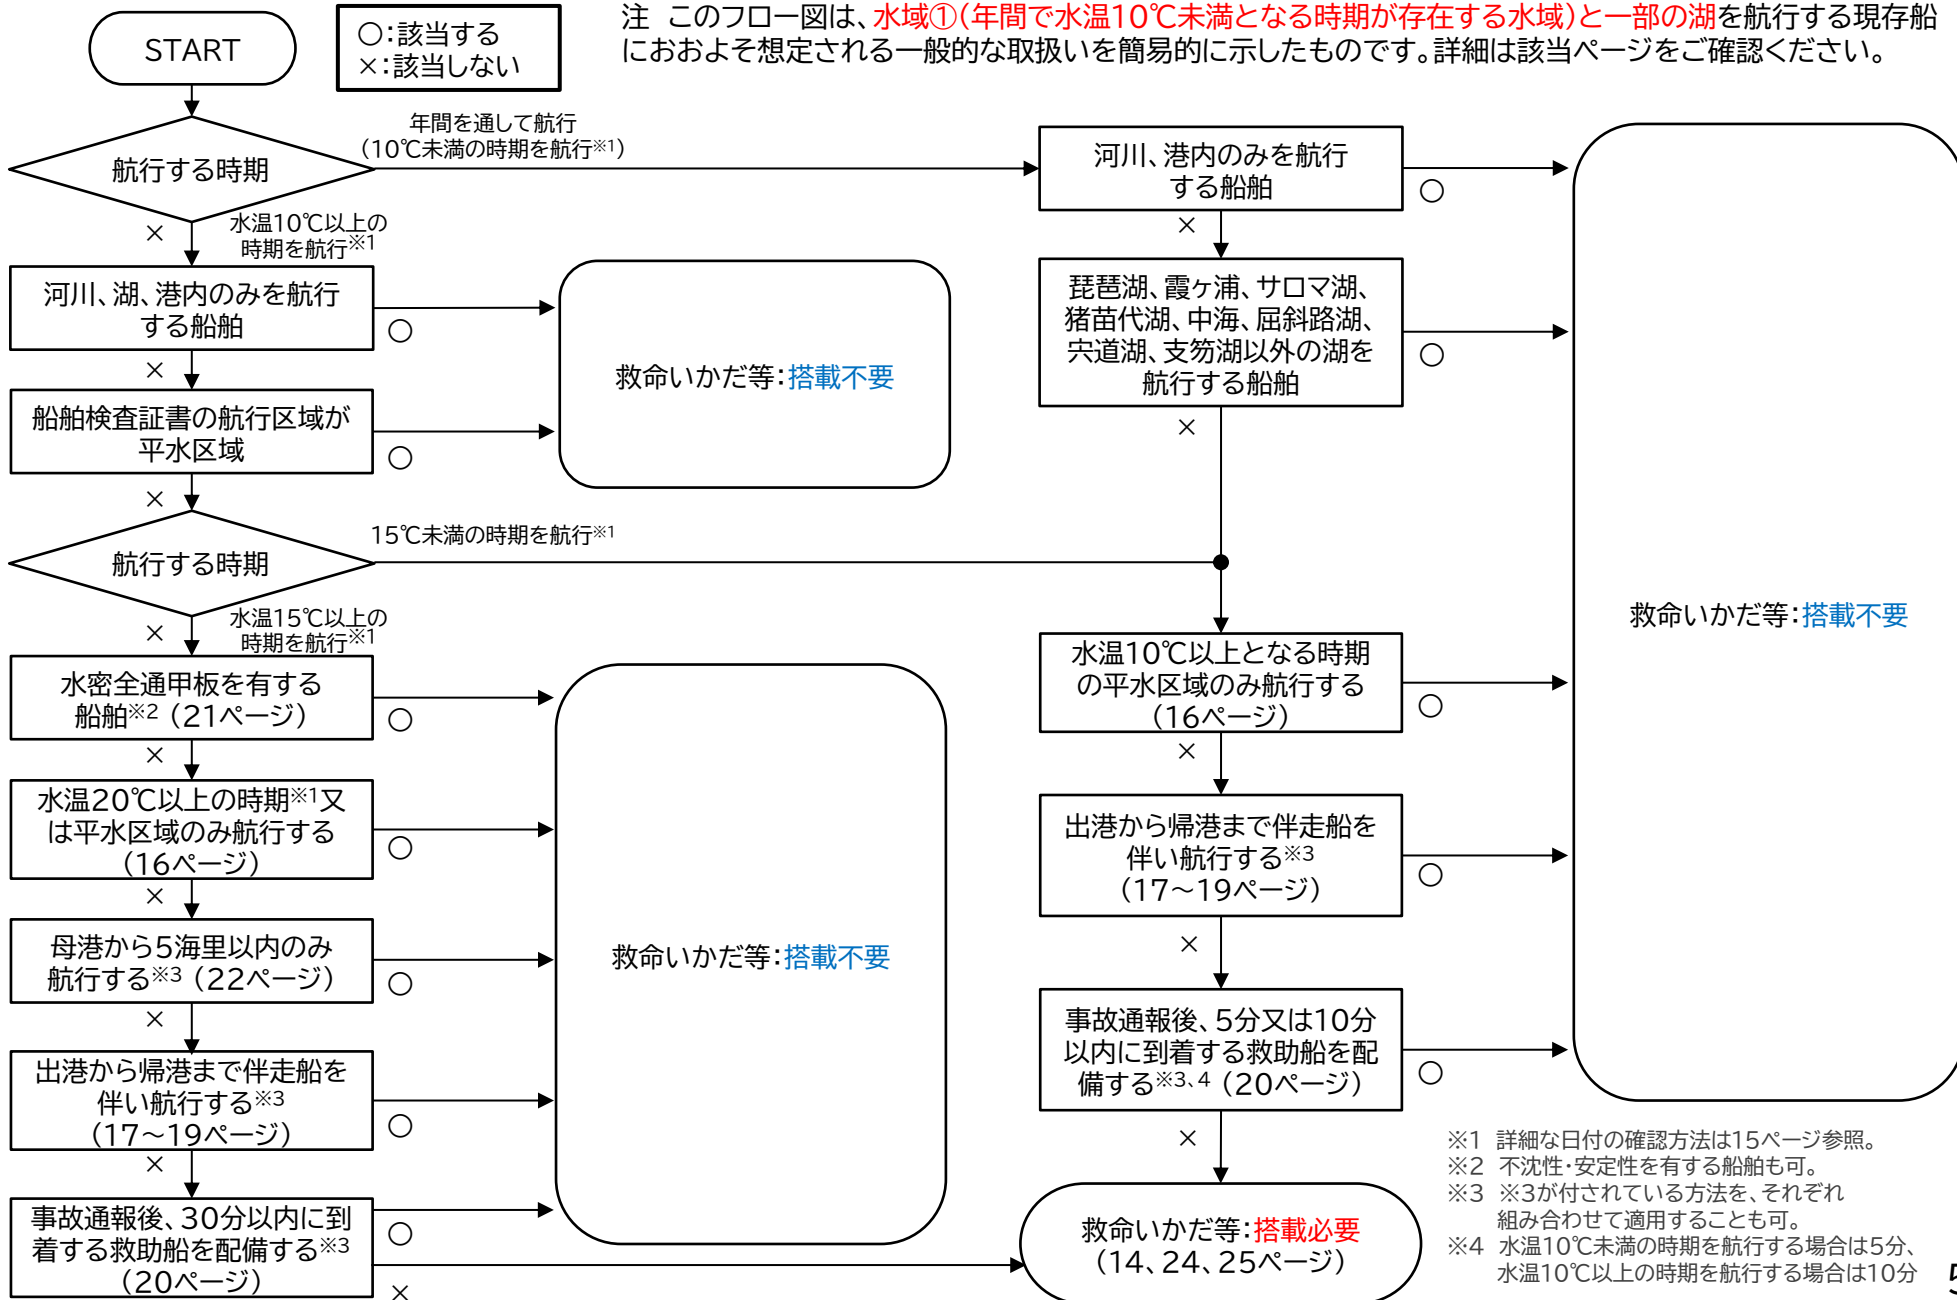 START
○：該当する
×：該当しない
注　このフロー図は、水域①（年間で水温10℃未満となる時期が存在する水域）と一部の湖を航行する現存船
におおよそ想定される一般的な取扱いを簡易的に示したものです。詳細は該当ページをご確認ください。
航行する時期
年間を通して航行
（10℃未満の時期を航行※1）
×
水温10℃以上の
時期を航行※1
河川、湖、港内のみを航行
する船舶
○
×
船舶検査証書の航行区域が
平水区域
○
×
救命いかだ等：搭載不要
航行する時期
15℃未満の時期を航行※1
×
水温15℃以上の
時期を航行※1
水密全通甲板を有する
船舶※2（21ページ）
○
×
水温20℃以上の時期※1又
は平水区域のみ航行する
（16ページ）
○
×
母港から5海里以内のみ
航行する※3（22ページ）
○
×
出港から帰港まで伴走船を
伴い航行する※3
（17～19ページ）
○
×
事故通報後、30分以内に到
着する救助船を配備する※3
（20ページ）
○
×
救命いかだ等：搭載不要
河川、港内のみを航行
する船舶
○
×
琵琶湖、霞ヶ浦、サロマ湖、
猪苗代湖、中海、屈斜路湖、
宍道湖、支笏湖以外の湖を
航行する船舶
○
×
水温10℃以上となる時期
の平水区域のみ航行する
（16ページ）
○
×
出港から帰港まで伴走船を
伴い航行する※3
（17～19ページ）
○
×
事故通報後、5分又は10分
以内に到着する救助船を配
備する※3、4（20ページ）
○
×
救命いかだ等：搭載必要
（14、24、25ページ）
救命いかだ等：搭載不要
※1　詳細な日付の確認方法は15ページ参照。
※2　不沈性・安定性を有する船舶も可。
※3　※3が付されている方法を、それぞれ
組み合わせて適用することも可。
※4　水温10℃未満の時期を航行する場合は5分、
水温10℃以上の時期を航行する場合は10分